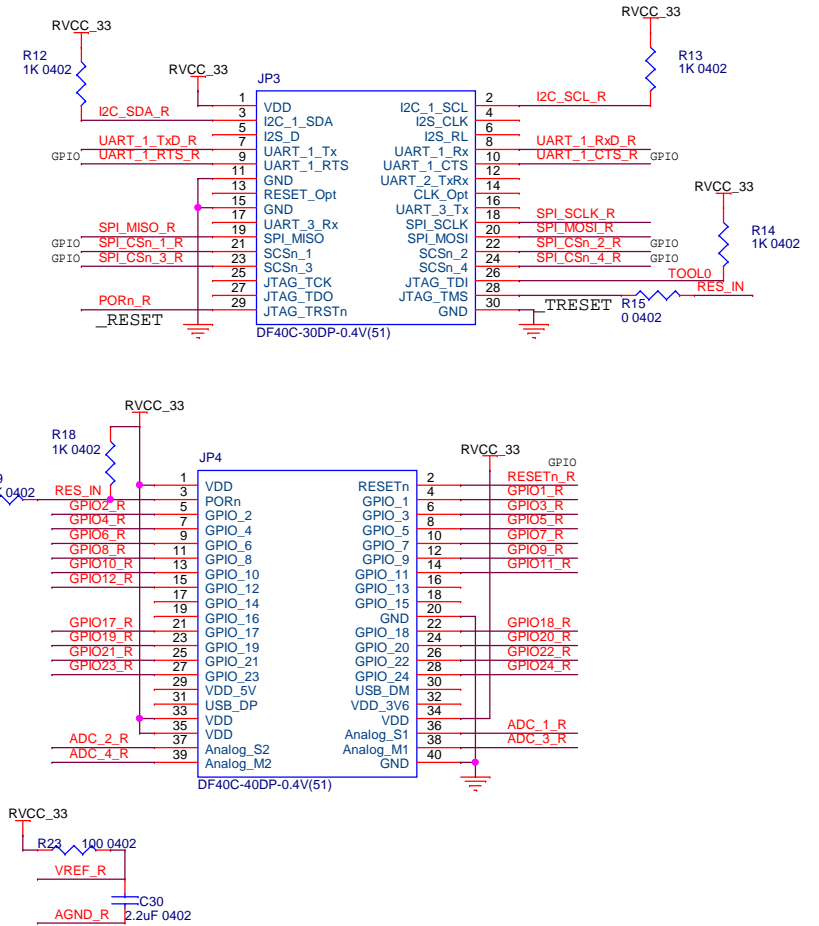 RVCC_33
R12
1K 0402
I2C_SDA_R
RVCC_33
JP3
RVCC_33
R13
1K 0402
I2C_SCL_R
1 VDD I2C_1_SCL 2
3 I2C_1_SDA I2S_CLK 4
5 I2S_D I2S_RL 6
UART_1_TxD_R 7 UART_1_Tx UART_1_Rx 8 UART_1_RxD_R
GPIO UART_1_RTS_R 9 UART_1_RTS UART_1_CTS 10 UART_1_CTS_R GPIO
11 GND UART_2_TxRx 12
13 RESET_Opt CLK_Opt 14
15 GND UART_3_Tx 16
17 UART_3_Rx SPI_SCLK 18 SPI_SCLK_R
SPI_MISO_R 19 SPI_MISO SPI_MOSI 20 SPI_MOSI_R
GPIO SPI_CSn_1_R 21 SCSn_1 SCSn_2 22 SPI_CSn_2_R GPIO
GPIO SPI_CSn_3_R 23 SCSn_3 SCSn_4 24 SPI_CSn_4_R GPIO
25 JTAG_TCK JTAG_TDI 26 TOOL0
27 JTAG_TDO JTAG_TMS 28 RES_IN
PORn_R 29 JTAG_TRSTn GND 30
_RESET
_TRESET
R15
0 0402
RVCC_33
R14
1K 0402
DF40C-30DP-0.4V(51)
RVCC_33
R18
1K 0402
JP4
RVCC_33
GPIO
1 VDD RESETn 2 RESETn_R
RES_IN 3 PORn GPIO_1 4 GPIO1_R
GPIO2_R 5 GPIO_2 GPIO_3 6 GPIO3_R
GPIO4_R 7 GPIO_4 GPIO_5 8 GPIO5_R
GPIO6_R 9 GPIO_6 GPIO_7 10 GPIO7_R
GPIO8_R 11 GPIO_8 GPIO_9 12 GPIO9_R
GPIO10_R 13 GPIO_10 GPIO_11 14 GPIO11_R
GPIO12_R 15 GPIO_12 GPIO_13 16
17 GPIO_14 GPIO_15 18
19 GPIO_16 GND 20
GPIO17_R 21 GPIO_17 GPIO_18 22 GPIO18_R
GPIO19_R 23 GPIO_19 GPIO_20 24 GPIO20_R
GPIO21_R 25 GPIO_21 GPIO_22 26 GPIO22_R
GPIO23_R 27 GPIO_23 GPIO_24 28 GPIO24_R
29 VDD_5V USB_DM 30
31 USB_DP VDD_3V6 32
33 VDD VDD 34
35 VDD Analog_S1 36 ADC_1_R
ADC_2_R 37 Analog_S2 Analog_M1 38 ADC_3_R
ADC_4_R 39 Analog_M2 GND 40
DF40C-40DP-0.4V(51)
RVCC_33
R23 100 0402
VREF_R
C30
2.2uF 0402
AGND_R